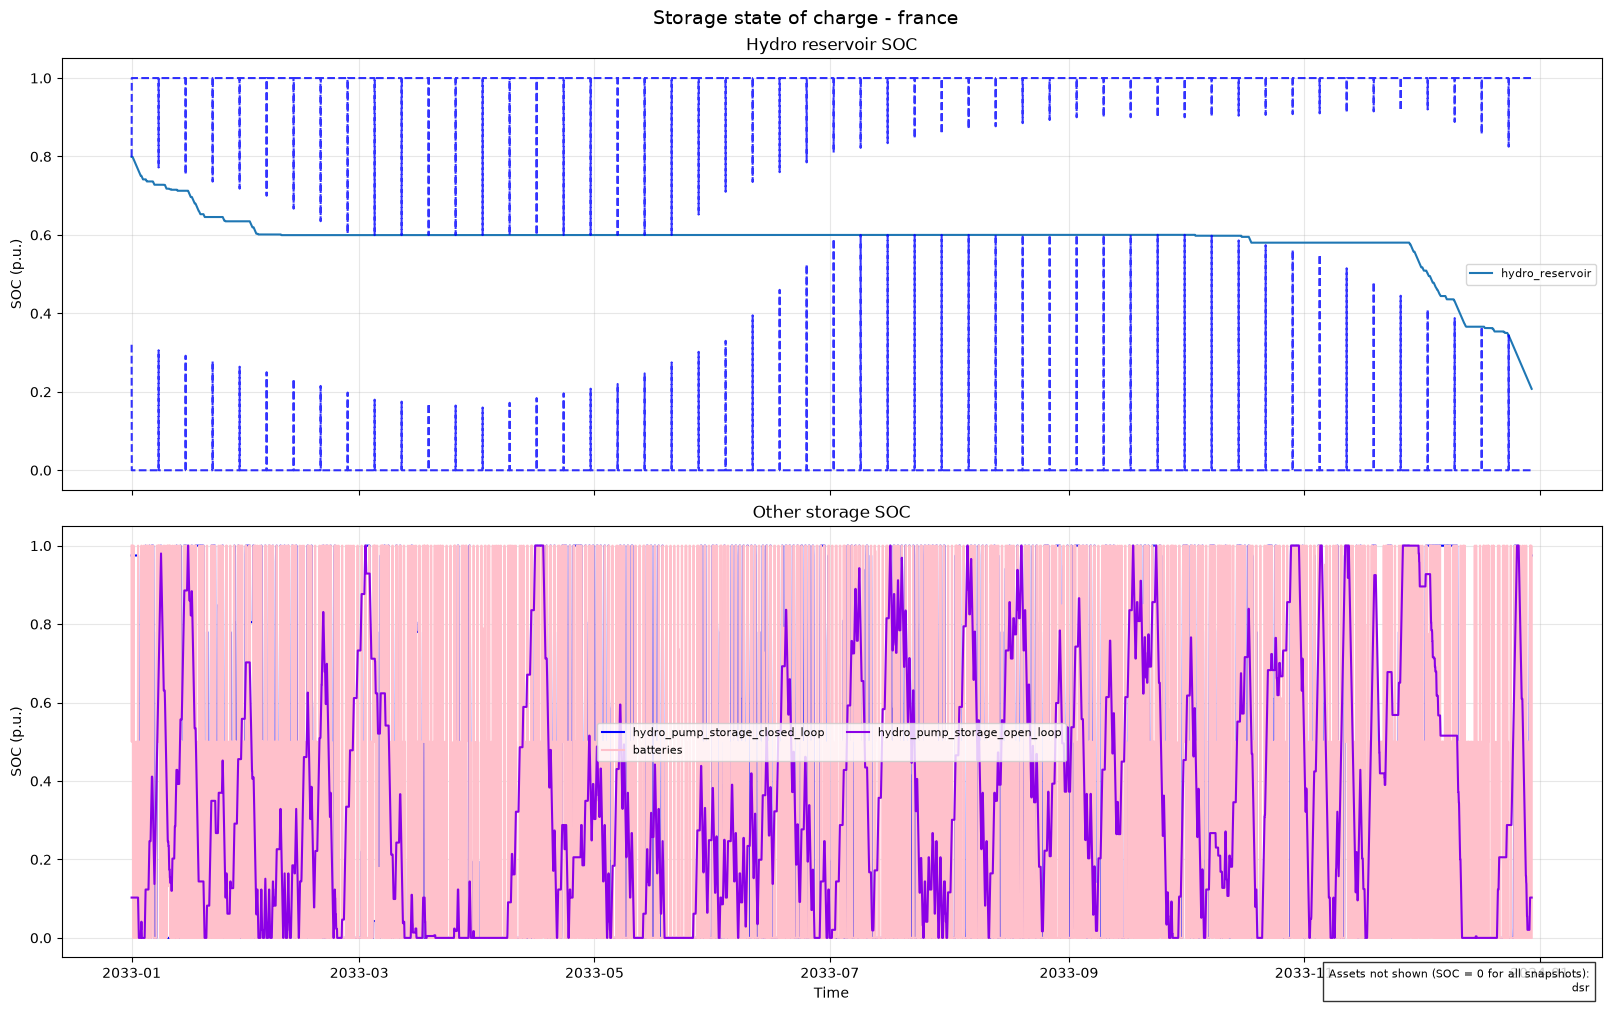 Storage state of charge - france
Hydro reservoir SOC
1.0
0.8
0.6
0.4
0.2
0.0
SOC (p.u.)
hydro_reservoir
Other storage SOC
1.0
0.8
0.6
0.4
0.2
0.0
SOC (p.u.)
hydro_pump_storage_closed_loop
batteries
hydro_pump_storage_open_loop
2033-01
2033-03
2033-05
2033-07
2033-09
2033-1
Time
Assets not shown (SOC = 0 for all snapshots):
dsr